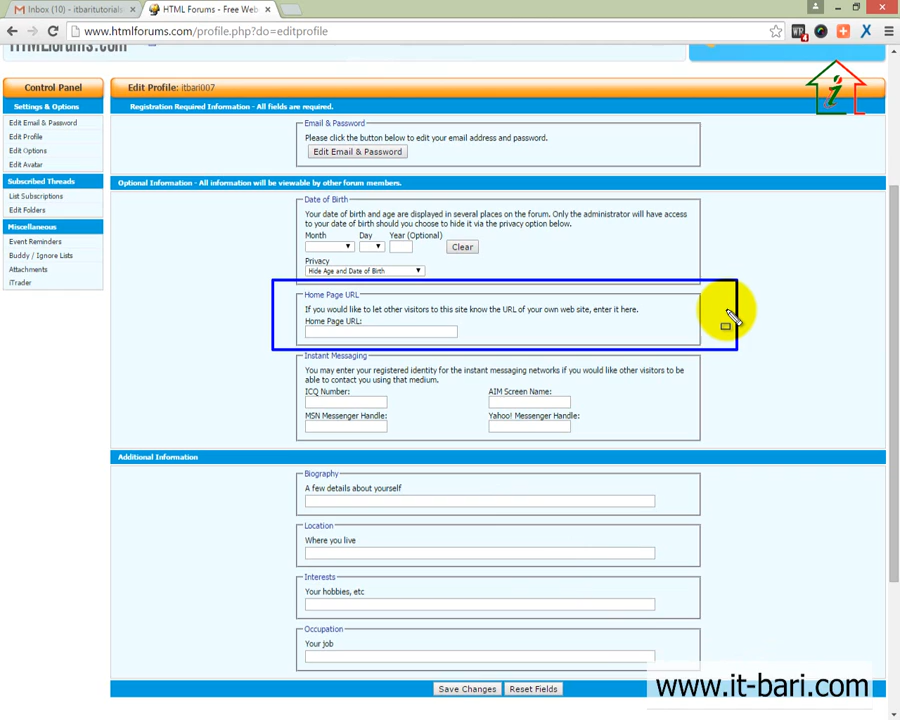 Inbox (10) - itbaritutorials
HTML Forums - Free Web
www.htmlforums.com/profile.php?do=editprofile
HTMLforums.com
Control Panel
Settings & Options
Edit Email & Password
Edit Profile
Edit Options
Edit Avatar
Subscribed Threads
List Subscriptions
Edit Folders
Miscellaneous
Event Reminders
Buddy / Ignore Lists
Attachments
iTrader
Edit Profile: itbari007
Registration Required Information - All fields are required.
Email & Password
Please click the button below to edit your email address and password.
Edit Email & Password
Optional Information - All information will be viewable by other forum members.
Date of Birth
Your date of birth and age are displayed in several places on the forum. Only the administrator will have access
to your date of birth should you choose to hide it via the privacy option below.
Month Day Year (Optional)
Clear
Privacy
Hide Age and Date of Birth
Home Page URL
If you would like to let other visitors to this site know the URL of your own web site, enter it here.
Home Page URL:
Instant Messaging
You may enter your registered identity for the instant messaging networks if you would like other visitors to be
able to contact you using that medium.
ICQ Number: AIM Screen Name:
MSN Messenger Handle: Yahoo! Messenger Handle:
Additional Information
Biography
A few details about yourself
Location
Where you live
Interests
Your hobbies, etc
Occupation
Your job
Save Changes Reset Fields
www.it-bari.com